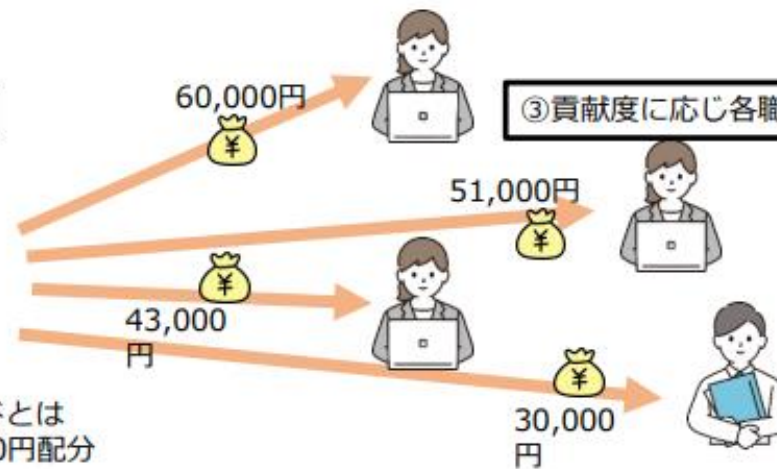 60,000円
¥
③貢献度に応じ各職
51,000円
¥
¥
43,000
円
¥
30,000
円
とは
0円配分